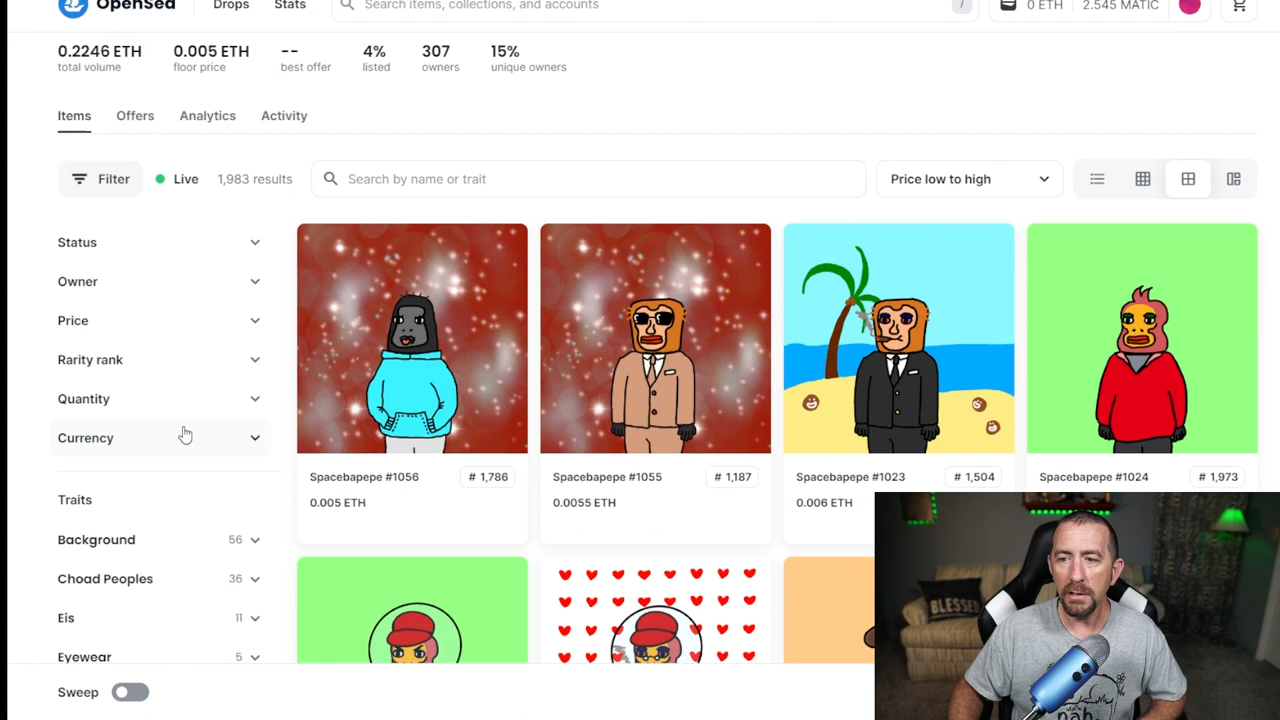 OpenSea Drops Stats Search items, collections, and accounts / 0 ETH 2.545 MATIC
0.2246 ETH 0.005 ETH -- 4% 307 15%
total volume floor price best offer listed owners unique owners
Items Offers Analytics Activity
Filter Live 1,983 results Search by name or trait Price low to high
Status
Owner
Price
Rarity rank
Quantity
Currency
Spacebapepe #1056 # 1,786 Spacebapepe #1055 # 1,187 Spacebapepe #1023 # 1,504 Spacebapepe #1024 # 1,973
0.005 ETH 0.0055 ETH 0.006 ETH
Traits
Background 56
Choad Peoples 36
Eis 11
Eyewear 5
Sweep
BLESSED
nah